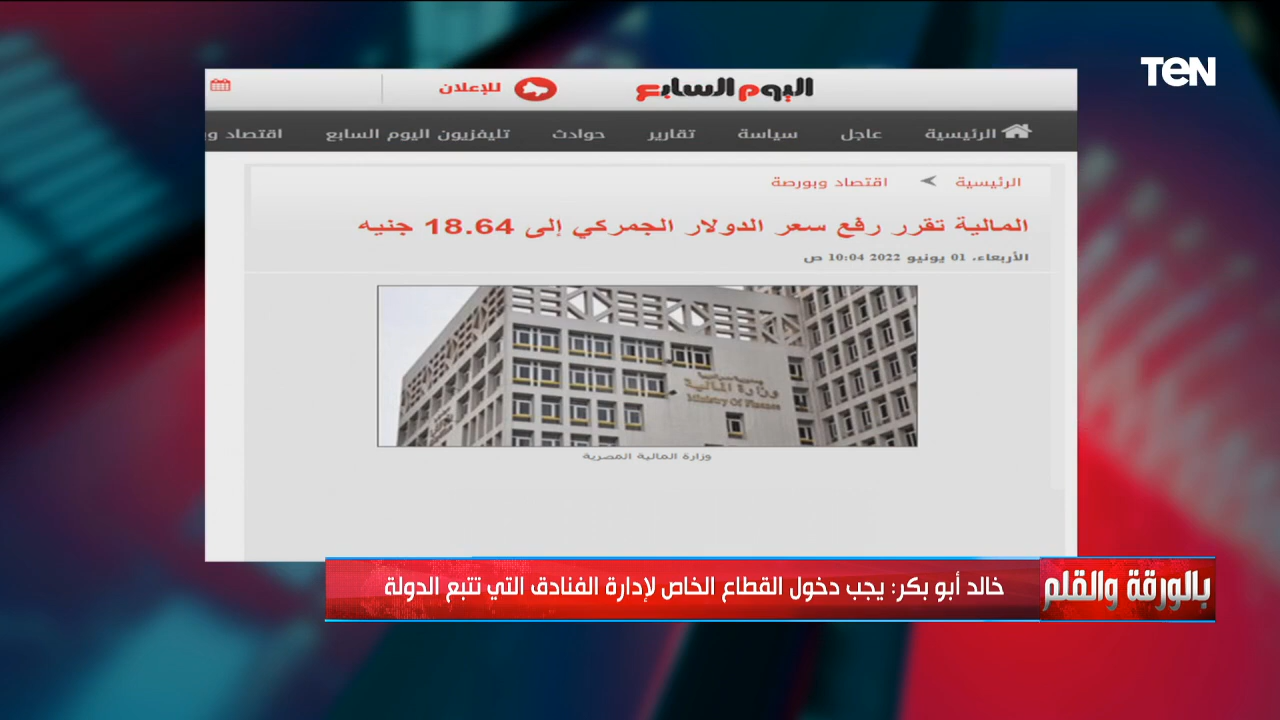 TEN
اليوم السابع
للإعلان
الرئيسية عاجل سياسة تقارير حوادث تليفزيون اليوم السابع اقتصاد وب
الرئيسية اقتصاد وبورصة
المالية تقرر رفع سعر الدولار الجمركي إلى 18.64 جنيه
الأربعاء، 01 يونيو 2022 10:04 ص
وزارة المالية
Ministry Of Finance
وزارة المالية المصرية
بالورقة والقلم
خالد أبو بكر: يجب دخول القطاع الخاص لإدارة الفنادق التي تتبع الدولة